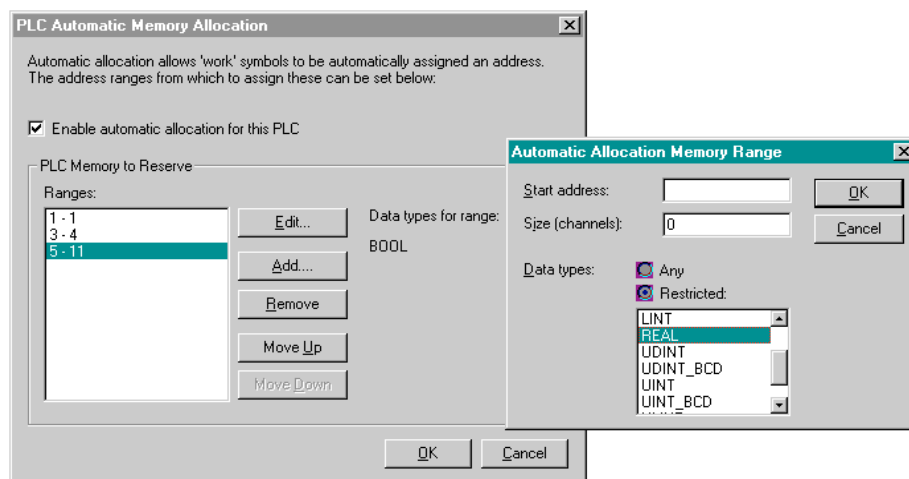 PLC Automatic Memory Allocation
Automatic allocation allows 'work' symbols to be automatically assigned an address.
The address ranges from which to assign these can be set below:
Enable automatic allocation for this PLC
PLC Memory to Reserve
Ranges:
1 - 1
3 - 4
5 - 11
Edit...
Add....
Remove
Move Up
Move Down
Data types for range:
BOOL
OK
Cancel
Automatic Allocation Memory Range
Start address:
Size (channels):
0
OK
Cancel
Data types:
Any
Restricted:
LINT
REAL
UDINT
UDINT_BCD
UINT
UINT_BCD